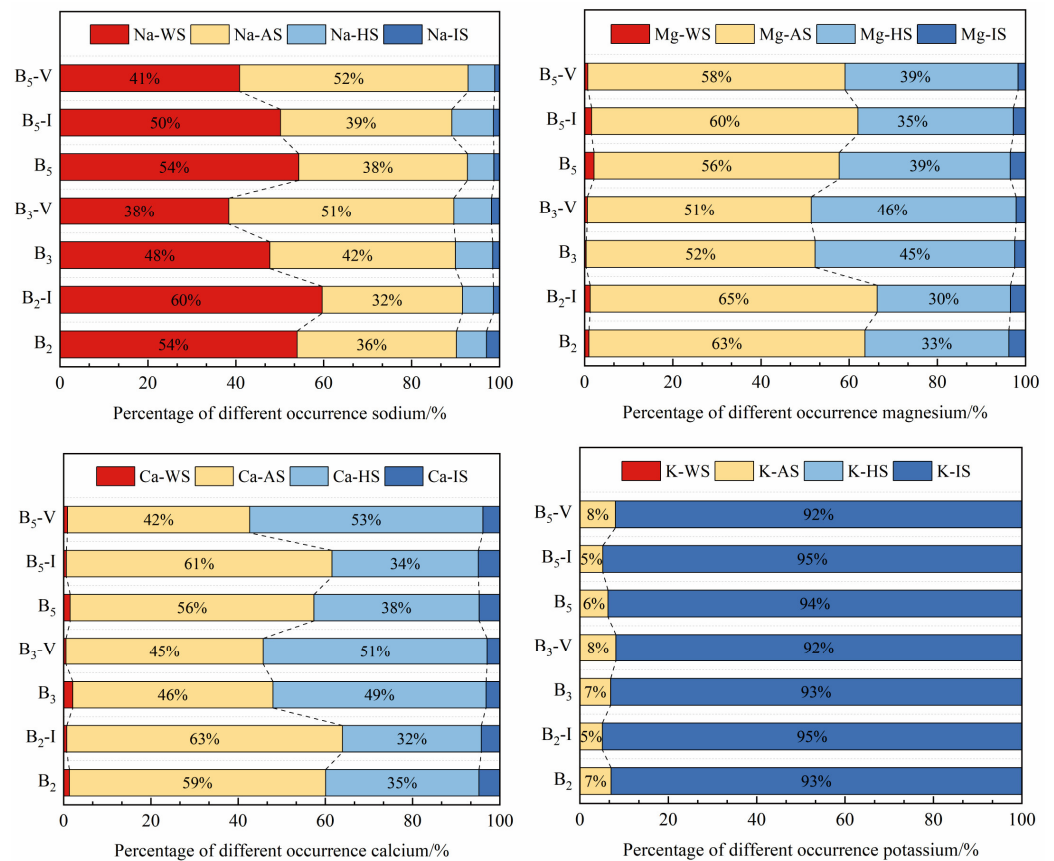 Na-WS Na-AS Na-HS Na-IS
B₅-V 41% 52%
B₅-I 50% 39%
B₅ 54% 38%
B₃-V 38% 51%
B₃ 48% 42%
B₂-I 60% 32%
B₂ 54% 36%
0 20 40 60 80 100
Percentage of different occurrence sodium/%
Mg-WS Mg-AS Mg-HS Mg-IS
B₅-V 58% 39%
B₅-I 60% 35%
B₅ 56% 39%
B₃-V 51% 46%
B₃ 52% 45%
B₂-I 65% 30%
B₂ 63% 33%
0 20 40 60 80 100
Percentage of different occurrence magnesium/%
Ca-WS Ca-AS Ca-HS Ca-IS
B₅-V 42% 53%
B₅-I 61% 34%
B₅ 56% 38%
B₃-V 45% 51%
B₃ 46% 49%
B₂-I 63% 32%
B₂ 59% 35%
0 20 40 60 80 100
Percentage of different occurrence calcium/%
K-WS K-AS K-HS K-IS
B₅-V 8% 92%
B₅-I 5% 95%
B₅ 6% 94%
B₃-V 8% 92%
B₃ 7% 93%
B₂-I 5% 95%
B₂ 7% 93%
0 20 40 60 80 100
Percentage of different occurrence potassium/%